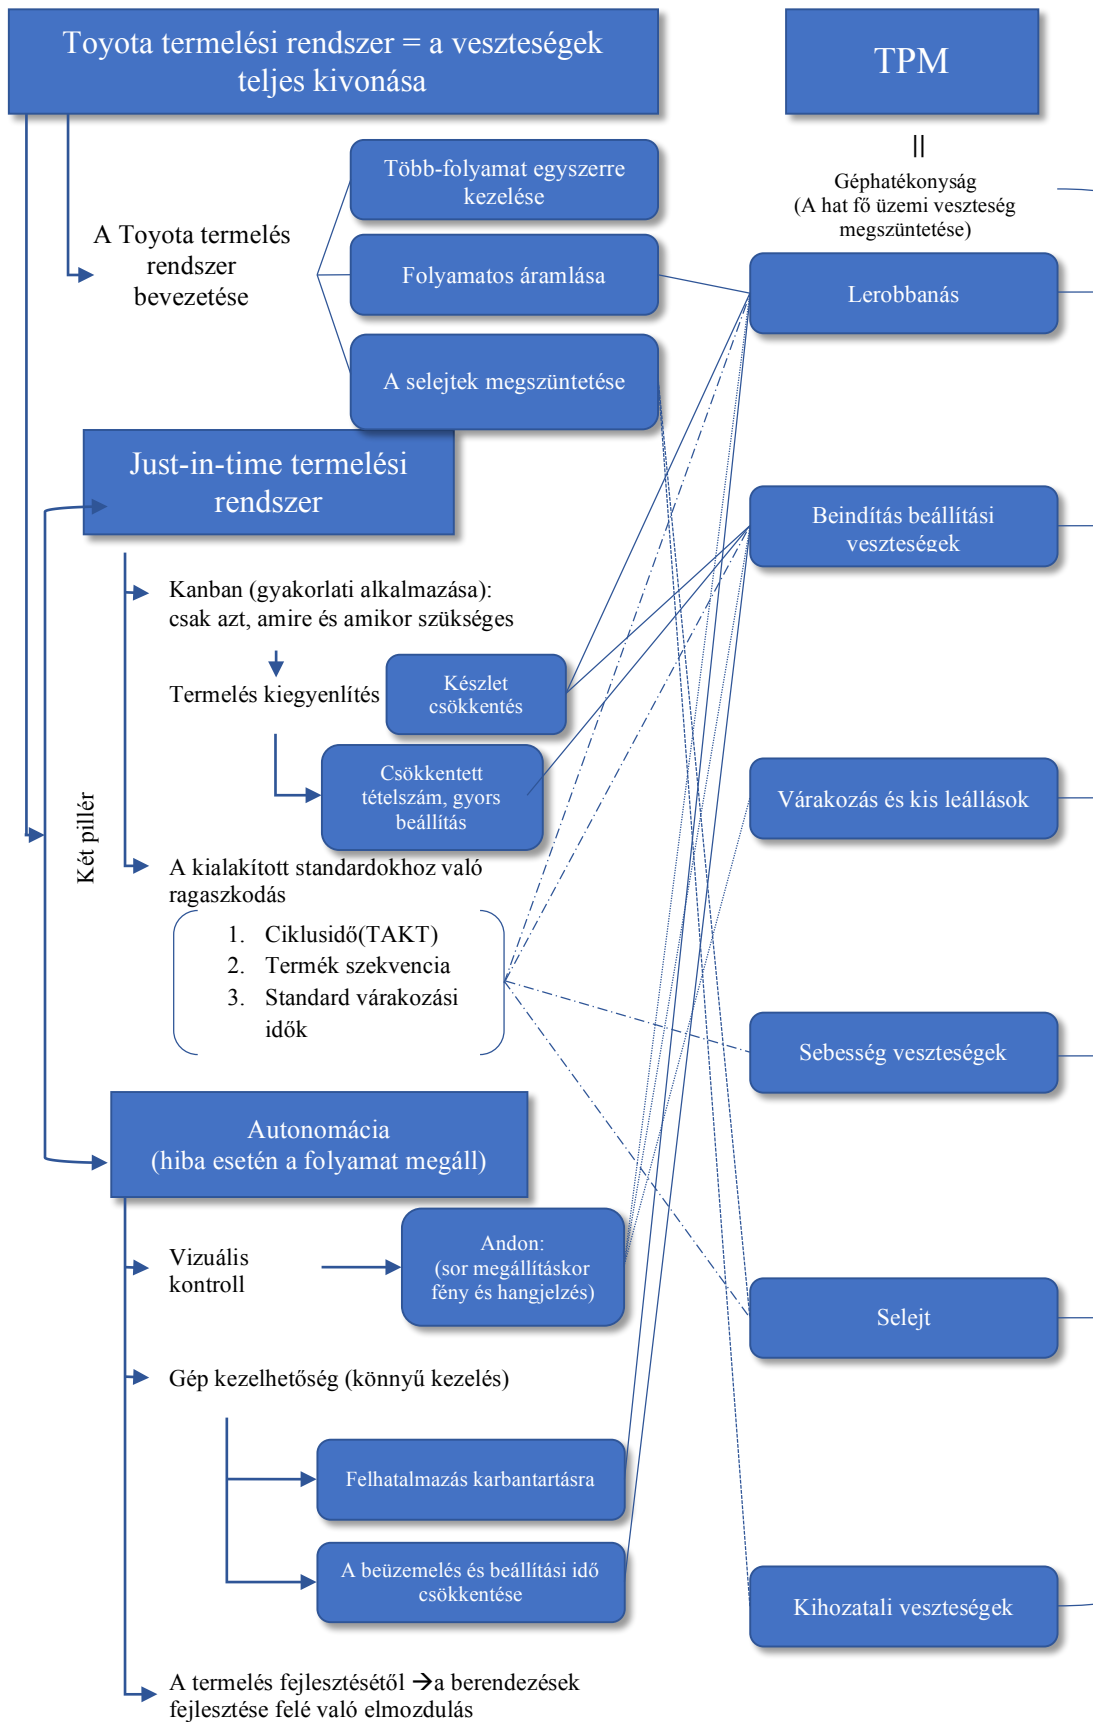 Toyota termelési rendszer = a veszteségek
teljes kivonása
TPM
||
Géphatékonyság
(A hat fő üzemi veszteség
megszüntetése)
Több-folyamat egyszerre
kezelése
A Toyota termelés
rendszer
bevezetése
Folyamatos áramlása
Lerobbanás
A selejtek megszüntetése
Just-in-time termelési
rendszer
Beindítás beállítási
veszteségek
Kanban (gyakorlati alkalmazása):
csak azt, amire és amikor szükséges
Termelés kiegyenlítés
Készlet
csökkentés
Csökkentett
tételszám, gyors
beállítás
Várakozás és kis leállások
Két pillér
A kialakított standardokhoz való
ragaszkodás
1. Ciklusidő(TAKT)
2. Termék szekvencia
3. Standard várakozási
idők
Sebesség veszteségek
Autonomácia
(hiba esetén a folyamat megáll)
Vizuális
kontroll
Andon:
(sor megállításkor
fény és hangjelzés)
Selejt
Gép kezelhetőség (könnyű kezelés)
Felhatalmazás karbantartásra
A beüzemelés és beállítási idő
csökkentése
Kihozatali veszteségek
A termelés fejlesztésétől →a berendezések
fejlesztése felé való elmozdulás